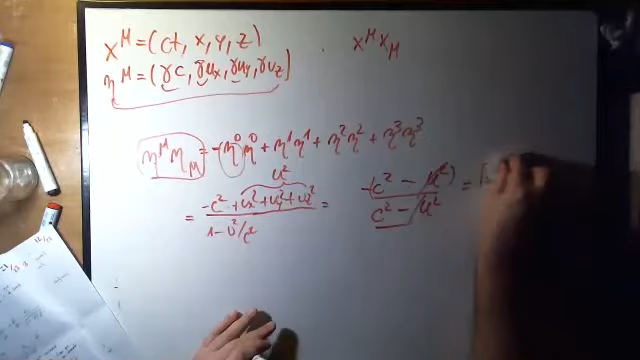 x^μ = (ct, x, y, z)
x^μ x_μ
η^μ = (γc, γu_x, γu_y, γu_z)
η^μ η_μ = -η^0 η^0 + η^1 η^1 + η^2 η^2 + η^3 η^3
u^2
= (-c^2 + u_x^2 + u_y^2 + u_z^2) / (1 - u^2/c^2) = -(c^2 - u^2) / (c^2 - u^2) =